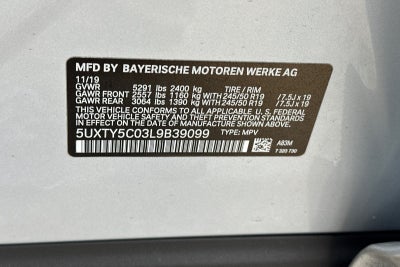 MFD BY BAYERISCHE MOTOREN WERKE AG
11/19 TIRE / RIM
GVWR 5291 lbs 2400 kg
GAWR FRONT 2557 lbs 1160 kg WITH 245/50 R19 / 7.5J x 19
GAWR REAR 3064 lbs 1390 kg WITH 245/50 R19 / 7.5J x 19
THIS VEHICLE CONFORMS TO ALL APPLICABLE U.S. FEDERAL
MOTOR VEHICLE SAFETY AND THEFT PREVENTION STANDARDS
IN EFFECT ON THE DATE OF MANUFACTURE SHOWN ABOVE.
5UXTY5C03L9B39099 TYPE: MPV
A83M